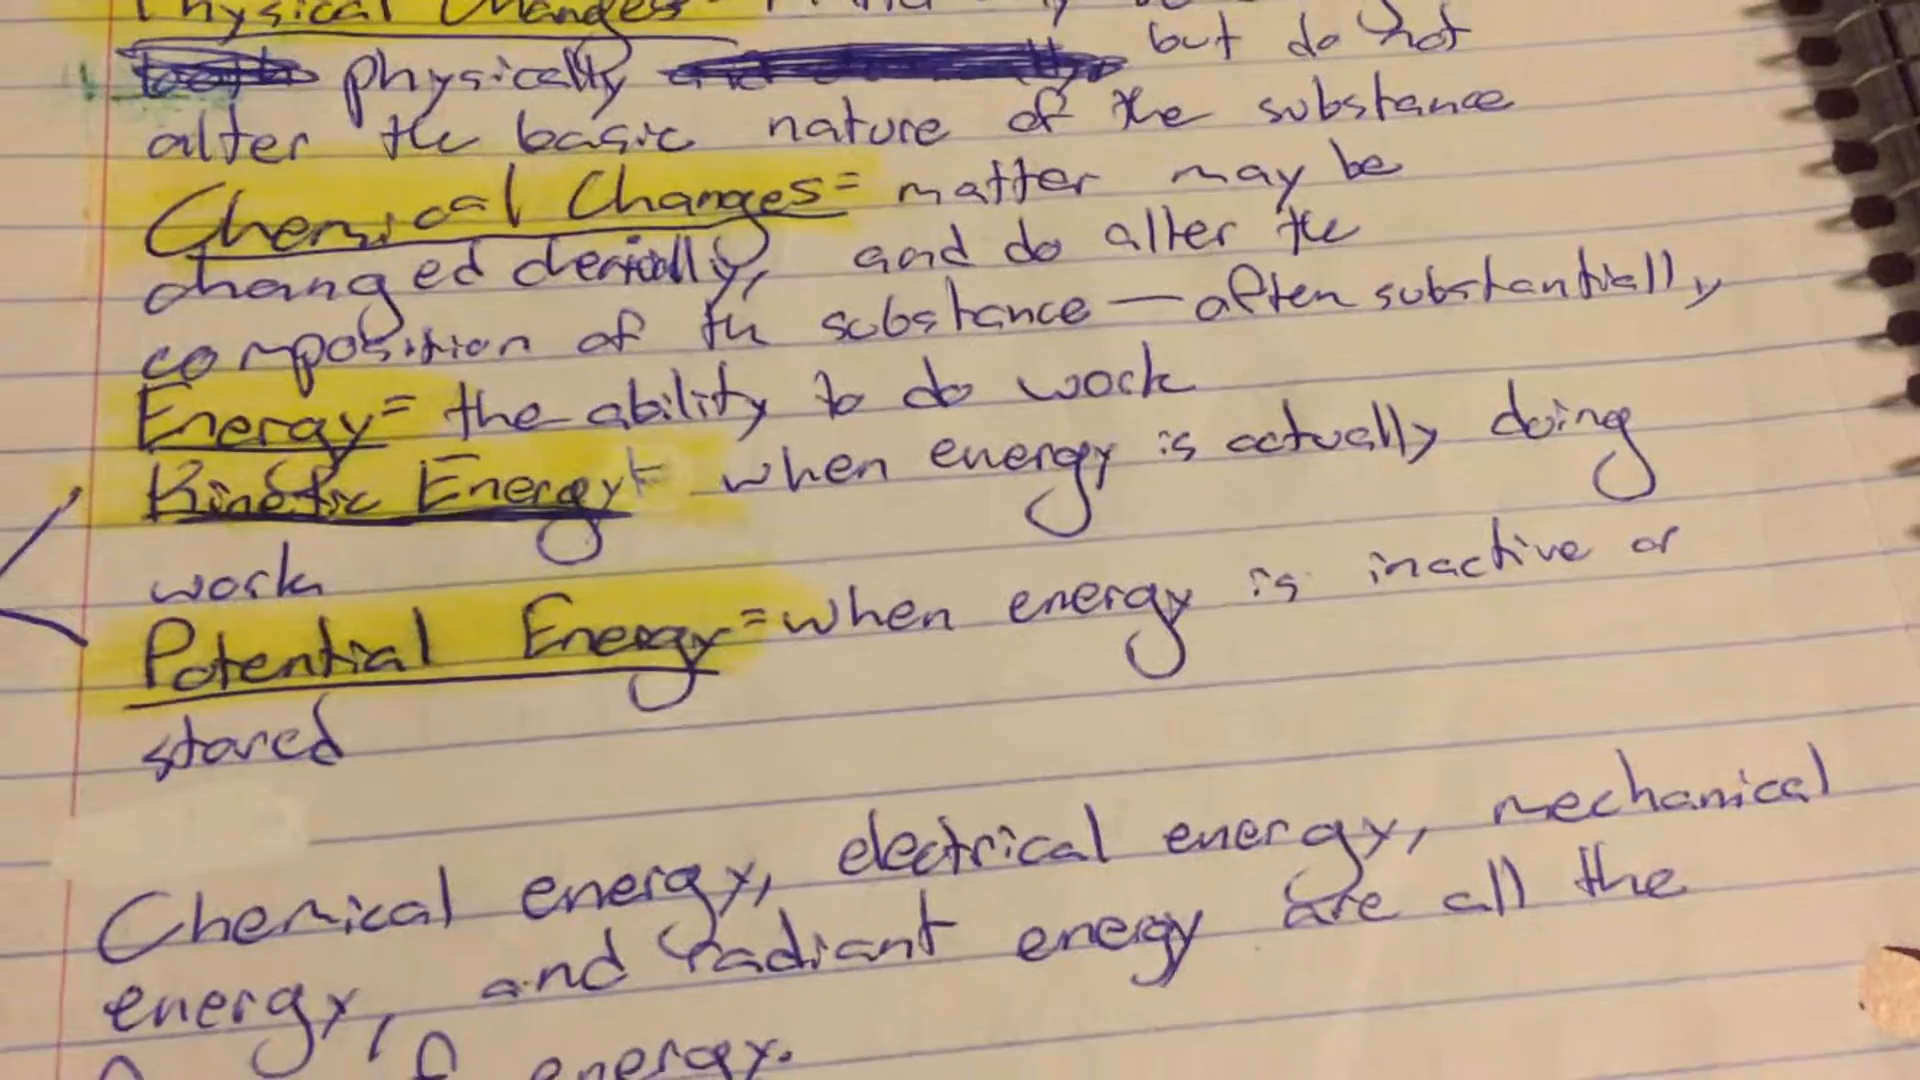 Physical Changes
physically but do not
alter the basic nature of the substance
Chemical Changes= matter may be
changed chemically, and do alter the
composition of the substance — often substantially
Energy= the ability to do work
Kinetic Energy= when energy is actually doing
work
Potential Energy= when energy is inactive or
stored
Chemical energy, electrical energy, mechanical
energy, and radiant energy are all the
of energy.